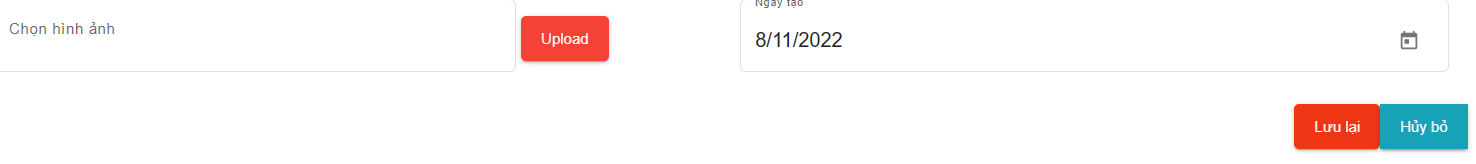 Ngày tạo
Chọn hình ảnh
Upload
8/11/2022
Lưu lại
Hủy bỏ